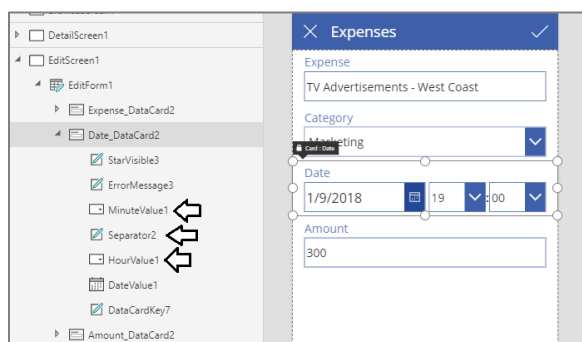 DetailScreen1
EditScreen1
EditForm1
Expense_DataCard2
Date_DataCard2
StarVisible3
ErrorMessage3
MinuteValue1
Separator2
HourValue1
DateValue1
DataCardKey7
Amount_DataCard2
Expenses
Expense
TV Advertisements - West Coast
Category
Marketing
Card : Date
Date
1/9/2018 19 : 00
Amount
300